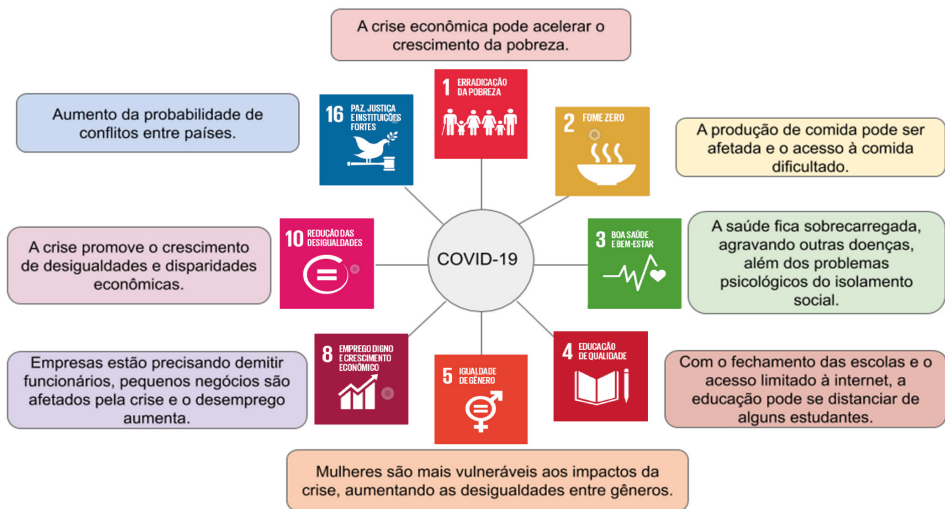 A crise econômica pode acelerar o
crescimento da pobreza.
1 ERRADICAÇÃO
DA POBREZA
16 PAZ, JUSTIÇA
E INSTITUIÇÕES
FORTES
Aumento da probabilidade de
conflitos entre países.
2 FOME ZERO
A produção de comida pode ser
afetada e o acesso à comida
dificultado.
10 REDUÇÃO DAS
DESIGUALDADES
A crise promove o crescimento
de desigualdades e disparidades
econômicas.
COVID-19
3 BOA SAÚDE
E BEM-ESTAR
A saúde fica sobrecarregada,
agravando outras doenças,
além dos problemas
psicológicos do isolamento
social.
8 EMPREGO DIGNO
E CRESCIMENTO
ECONÔMICO
Empresas estão precisando demitir
funcionários, pequenos negócios são
afetados pela crise e o desemprego
aumenta.
5 IGUALDADE
DE GÊNERO
4 EDUCAÇÃO
DE QUALIDADE
Com o fechamento das escolas e o
acesso limitado à internet, a
educação pode se distanciar de
alguns estudantes.
Mulheres são mais vulneráveis aos impactos da
crise, aumentando as desigualdades entre gêneros.